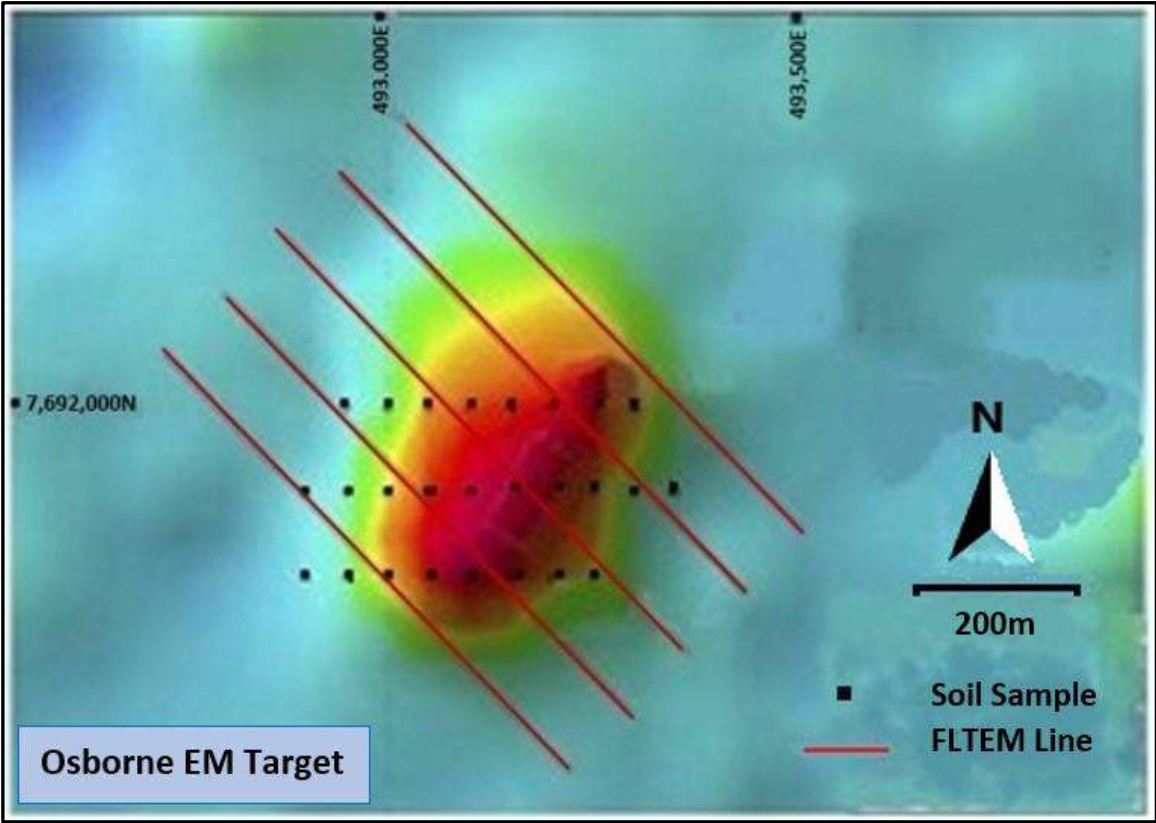 493.000E
493,500E
7,692,000N
N
200m
Soil Sample
FLTEM Line
Osborne EM Target